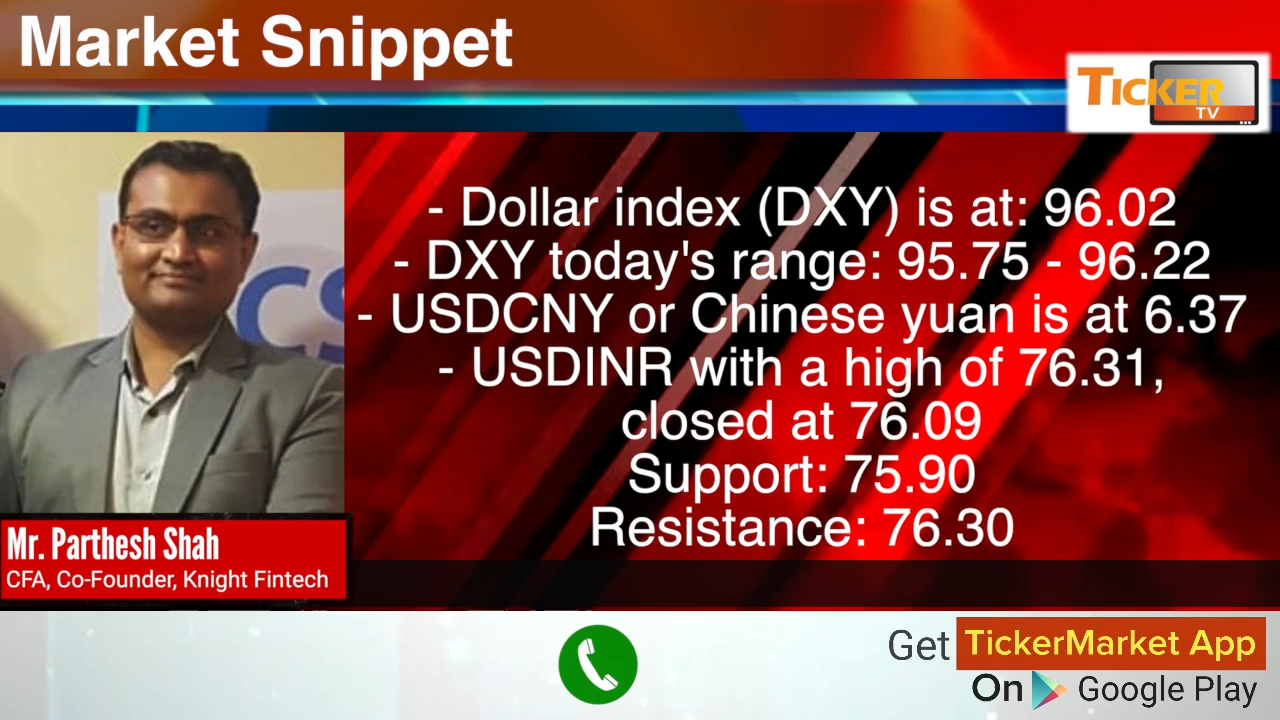 Market Snippet
TICKER
TV
- Dollar index (DXY) is at: 96.02
- DXY today's range: 95.75 - 96.22
- USDCNY or Chinese yuan is at 6.37
- USDINR with a high of 76.31,
closed at 76.09
Support: 75.90
Resistance: 76.30
CS
Mr. Parthesh Shah
CFA, Co-Founder, Knight Fintech
Get TickerMarket App
On Google Play